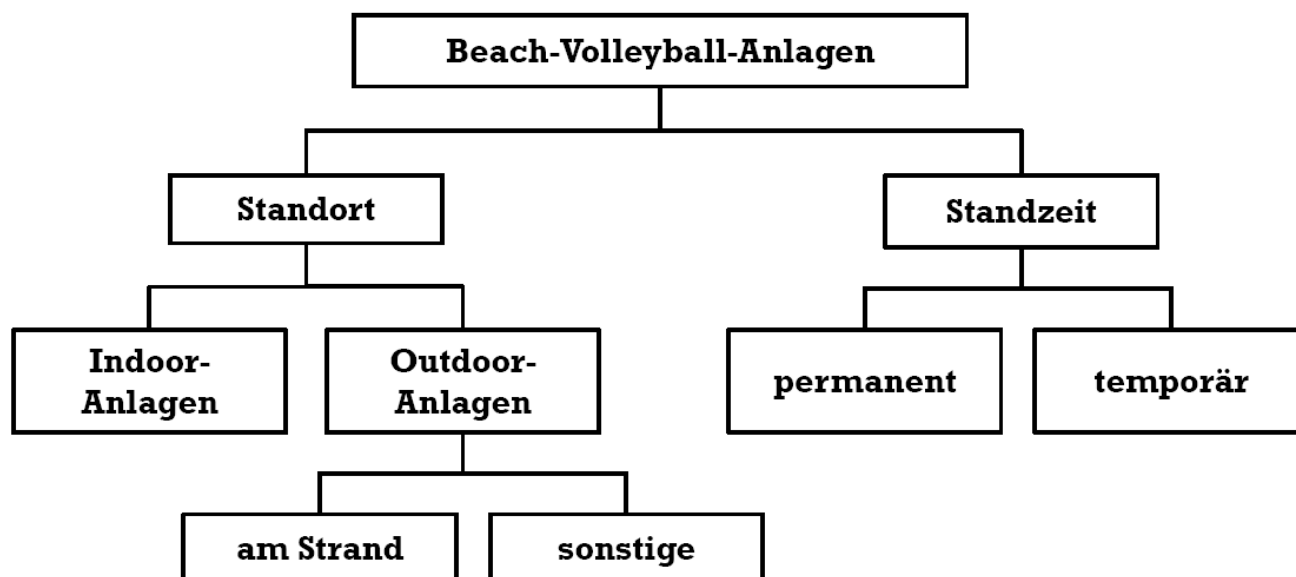 Beach-Volleyball-Anlagen
Standort
Standzeit
Indoor-
Anlagen
Outdoor-
Anlagen
permanent
temporär
am Strand
sonstige